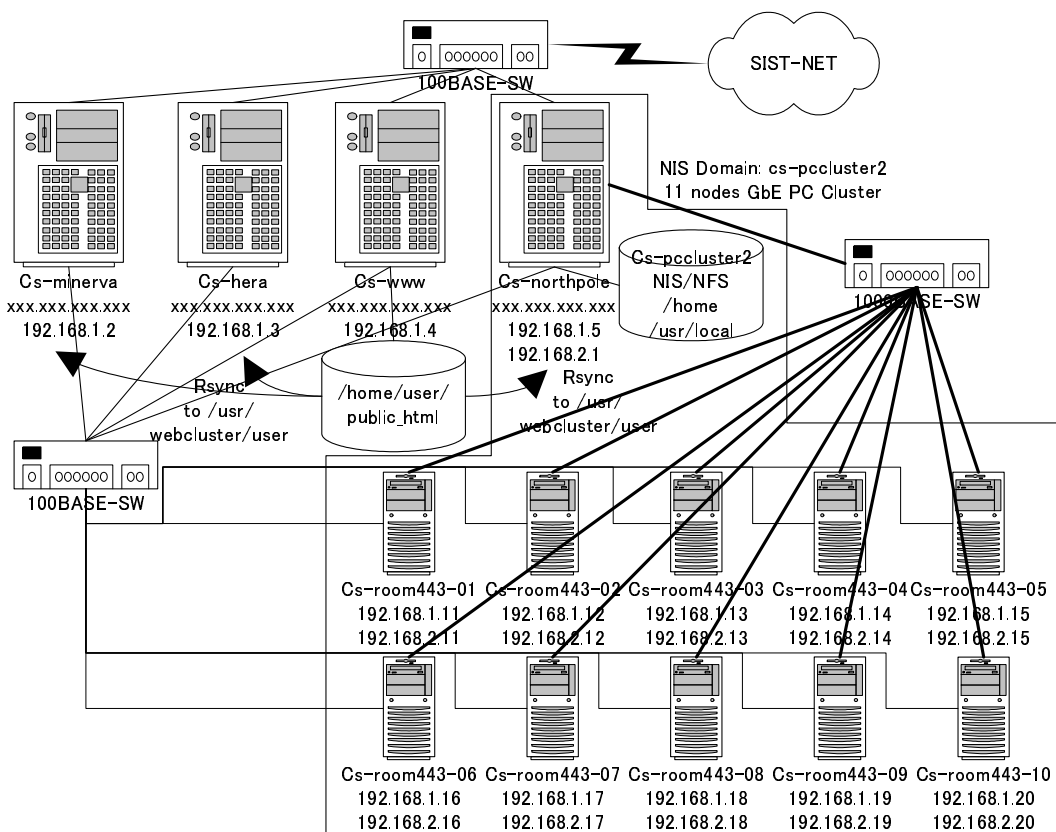 SIST-NET
100BASE-SW
NIS Domain: cs-pccluster2
11 nodes GbE PC Cluster
Cs-minerva
xxx.xxx.xxx.xxx
192.168.1.2
Cs-hera
xxx.xxx.xxx.xxx
192.168.1.3
Cs-www
xxx.xxx.xxx.xxx
192.168.1.4
Cs-northpole
xxx.xxx.xxx.xxx
192.168.1.5
192.168.2.1
Cs-pccluster2
NIS/NFS
/home
/usr/local
1000BASE-SW
Rsync
to /usr/
webcluster/user
/home/user/
public_html
Rsync
to /usr/
webcluster/user
100BASE-SW
Cs-room443-01
192.168.1.11
192.168.2.11
Cs-room443-02
192.168.1.12
192.168.2.12
Cs-room443-03
192.168.1.13
192.168.2.13
Cs-room443-04
192.168.1.14
192.168.2.14
Cs-room443-05
192.168.1.15
192.168.2.15
Cs-room443-06
192.168.1.16
192.168.2.16
Cs-room443-07
192.168.1.17
192.168.2.17
Cs-room443-08
192.168.1.18
192.168.2.18
Cs-room443-09
192.168.1.19
192.168.2.19
Cs-room443-10
192.168.1.20
192.168.2.20